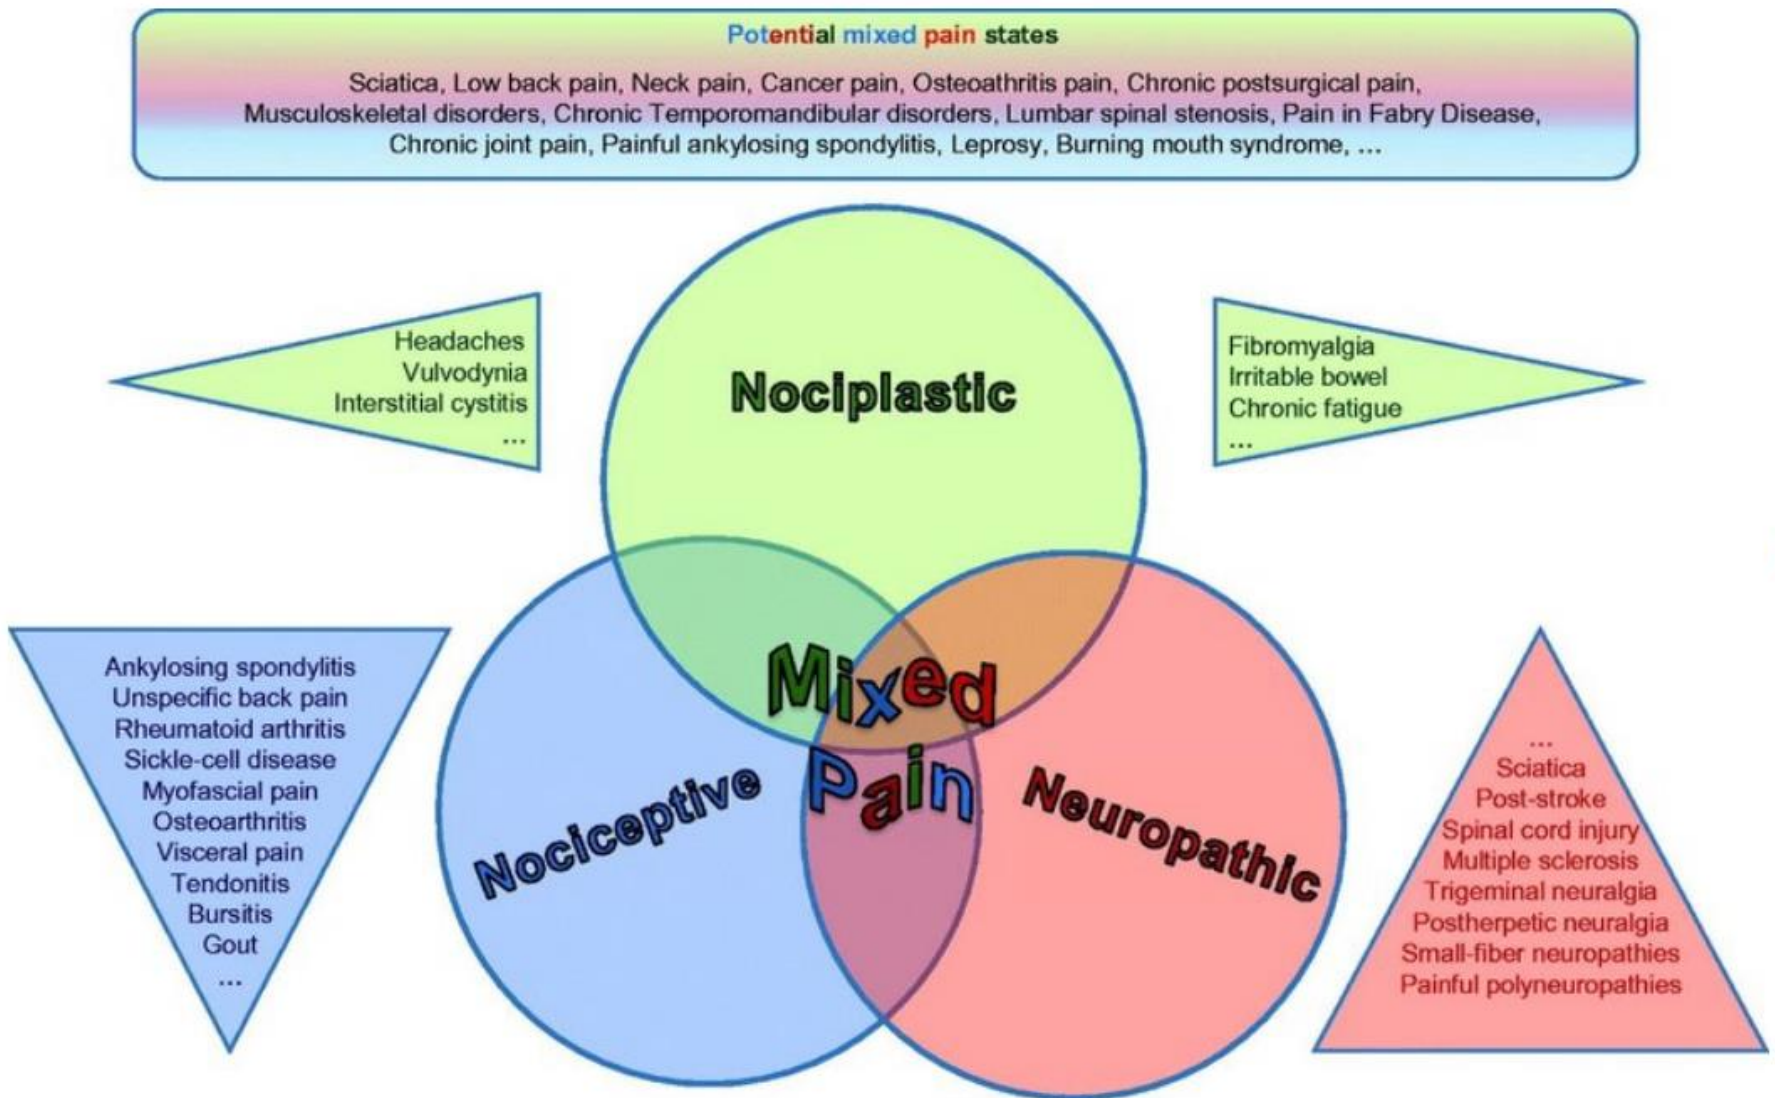 Potential mixed pain states
Sciatica, Low back pain, Neck pain, Cancer pain, Osteoathritis pain, Chronic postsurgical pain,
Musculoskeletal disorders, Chronic Temporomandibular disorders, Lumbar spinal stenosis, Pain in Fabry Disease,
Chronic joint pain, Painful ankylosing spondylitis, Leprosy, Burning mouth syndrome, ...
Headaches
Vulvodynia
Interstitial cystitis
...
Nociplastic
Fibromyalgia
Irritable bowel
Chronic fatigue
...
Mixed
Pain
Nociceptive
Neuropathic
Ankylosing spondylitis
Unspecific back pain
Rheumatoid arthritis
Sickle-cell disease
Myofascial pain
Osteoarthritis
Visceral pain
Tendonitis
Bursitis
Gout
...
...
Sciatica
Post-stroke
Spinal cord injury
Multiple sclerosis
Trigeminal neuralgia
Postherpetic neuralgia
Small-fiber neuropathies
Painful polyneuropathies